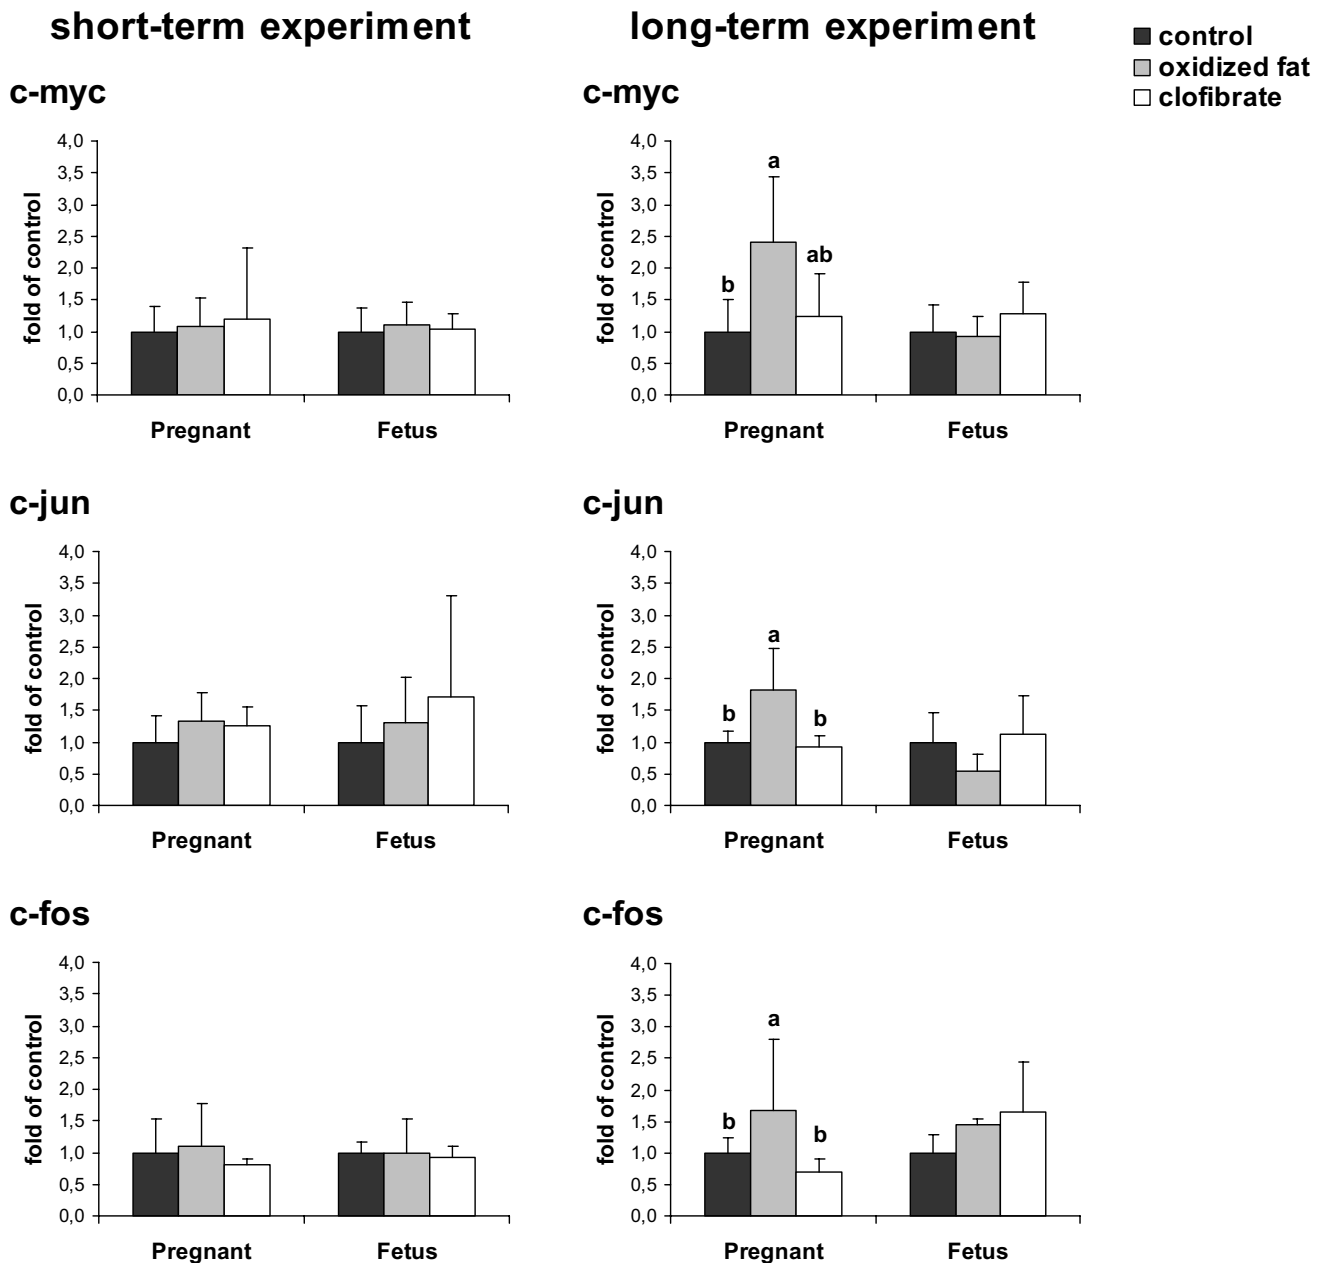 short-term experiment
long-term experiment
control
oxidized fat
clofibrate
c-myc
fold of control
4,0
3,5
3,0
2,5
2,0
1,5
1,0
0,5
0,0
Pregnant Fetus
c-myc
fold of control
4,0
3,5
3,0
2,5
2,0
1,5
1,0
0,5
0,0
b a ab
Pregnant Fetus
c-jun
fold of control
4,0
3,5
3,0
2,5
2,0
1,5
1,0
0,5
0,0
Pregnant Fetus
c-jun
fold of control
4,0
3,5
3,0
2,5
2,0
1,5
1,0
0,5
0,0
b a b
Pregnant Fetus
c-fos
fold of control
4,0
3,5
3,0
2,5
2,0
1,5
1,0
0,5
0,0
Pregnant Fetus
c-fos
fold of control
4,0
3,5
3,0
2,5
2,0
1,5
1,0
0,5
0,0
b a b
Pregnant Fetus